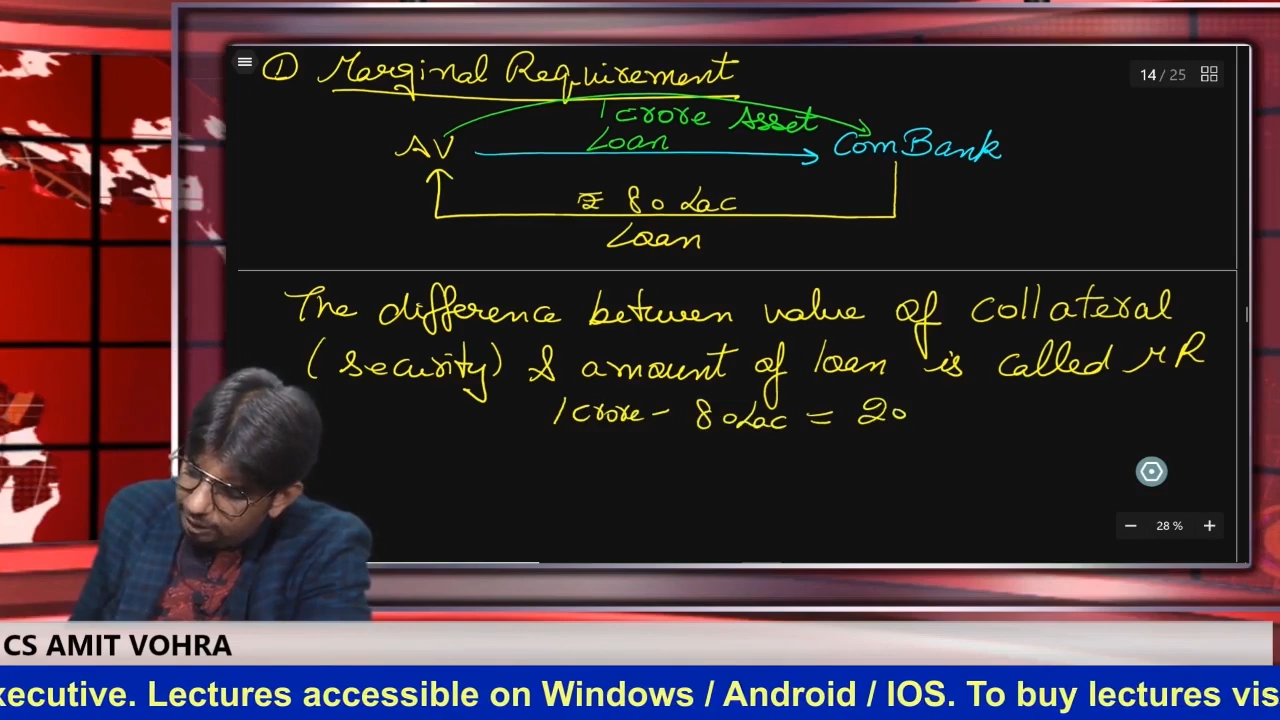 ① Marginal Requirement
14 / 25
1 crore Asset
AV Loan Com Bank
₹ 80 Lac
Loan
The difference between value of collateral
(security) & amount of loan is called MR
1 crore - 80 Lac = 20
28 %
CS AMIT VOHRA
xecutive. Lectures accessible on Windows / Android / IOS. To buy lectures vis